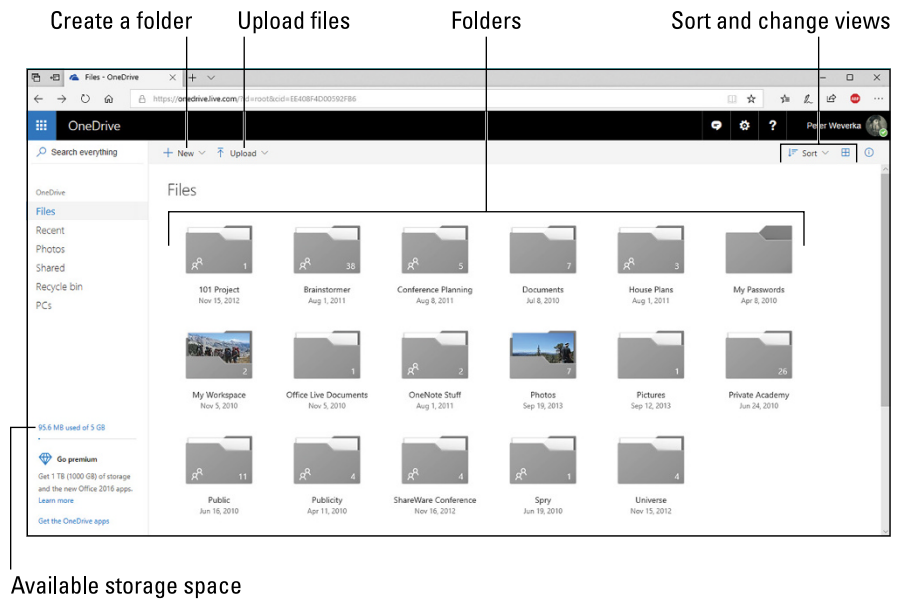 Create a folder Upload files Folders Sort and change views
Files - OneDrive
https://onedrive.live.com/?id=root&cid=EE408F4D00592FB6
OneDrive ? Peter Weverka
Search everything + New Upload Sort
OneDrive
Files
Recent
Photos
Shared
Recycle bin
PCs
Files
1 38 5 7 3
101 Project Brainstormer Conference Planning Documents House Plans My Passwords
Nov 15, 2012 Aug 1, 2011 Aug 8, 2011 Jul 8, 2010 Aug 1, 2011 Apr 8, 2010
2 1 2 7 1 26
My Workspace Office Live Documents OneNote Stuff Photos Pictures Private Academy
Nov 5, 2010 Nov 5, 2010 Aug 1, 2011 Sep 19, 2013 Sep 12, 2013 Jun 24, 2010
11 4 4 1 4
Public Publicity ShareWare Conference Spry Universe
Jun 16, 2010 Apr 11, 2010 Nov 16, 2012 Jun 19, 2010 Nov 15, 2012
95.6 MB used of 5 GB
Go premium
Get 1 TB (1000 GB) of storage
and the new Office 2016 apps.
Learn more
Get the OneDrive apps
Available storage space